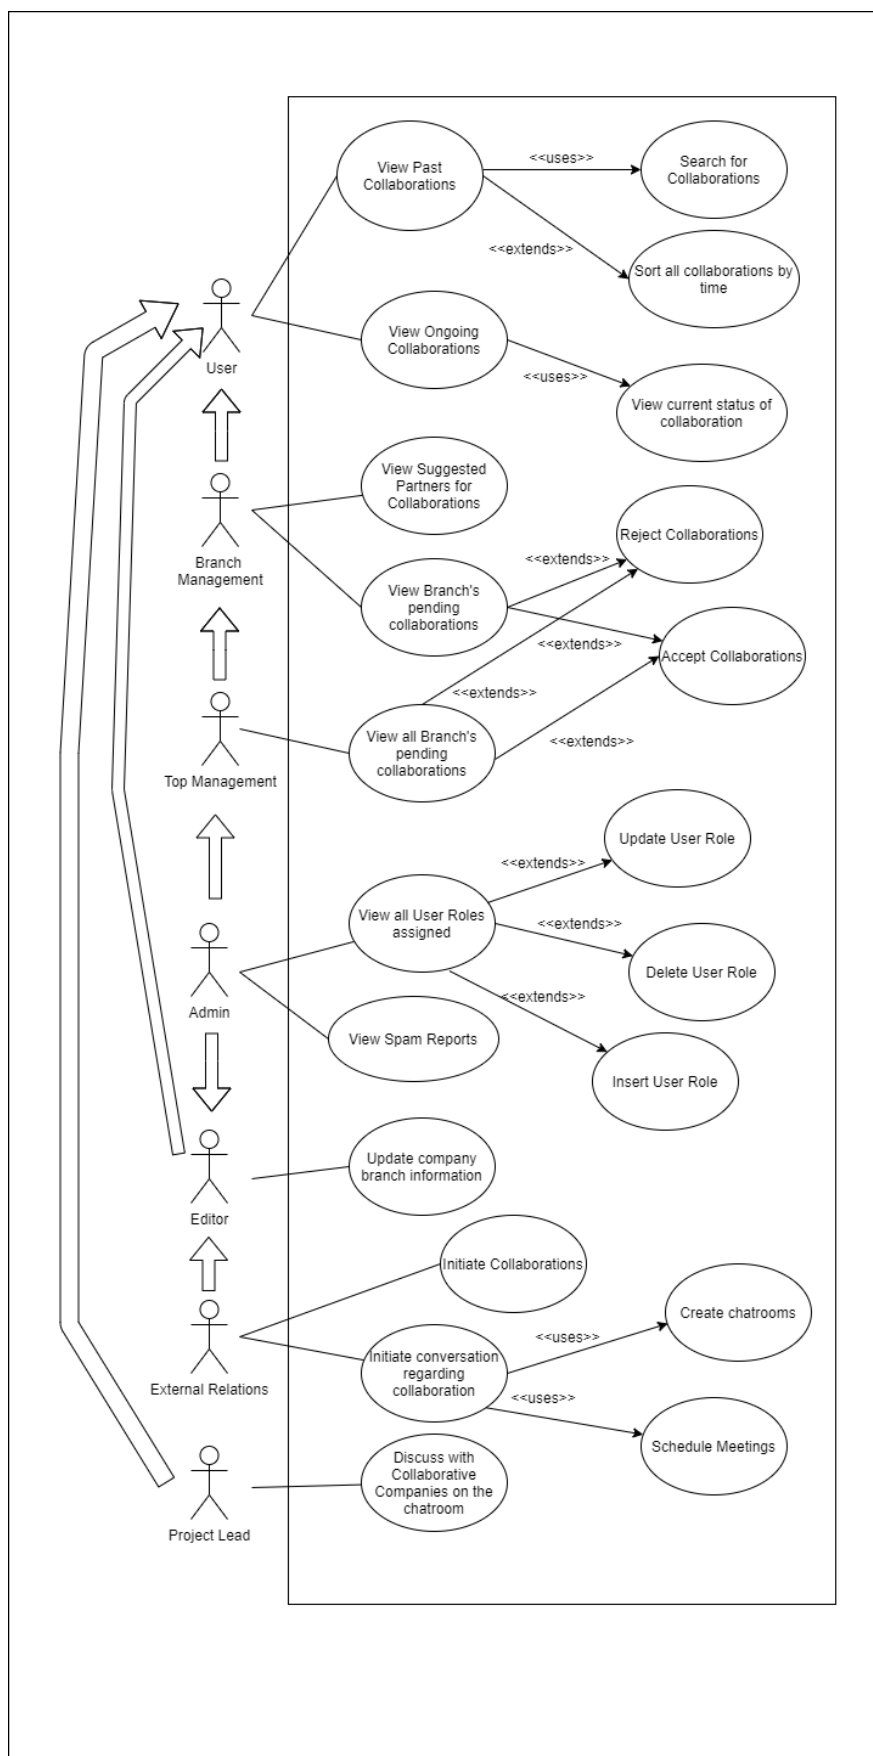 View Past
Collaborations
<<uses>>
Search for
Collaborations
<<extends>>
Sort all collaborations by
time
User
View Ongoing
Collaborations
<<uses>>
View current status of
collaboration
Branch
Management
View Suggested
Partners for
Collaborations
View Branch's
pending
collaborations
<<extends>>
Reject Collaborations
<<extends>>
Accept Collaborations
Top Management
View all Branch's
pending
collaborations
<<extends>>
<<extends>>
Admin
View all User Roles
assigned
<<extends>>
Update User Role
<<extends>>
Delete User Role
<<extends>>
Insert User Role
View Spam Reports
Editor
Update company
branch information
External Relations
Initiate Collaborations
Initiate conversation
regarding
collaboration
<<uses>>
Create chatrooms
<<uses>>
Schedule Meetings
Project Lead
Discuss with
Collaborative
Companies on the
chatroom